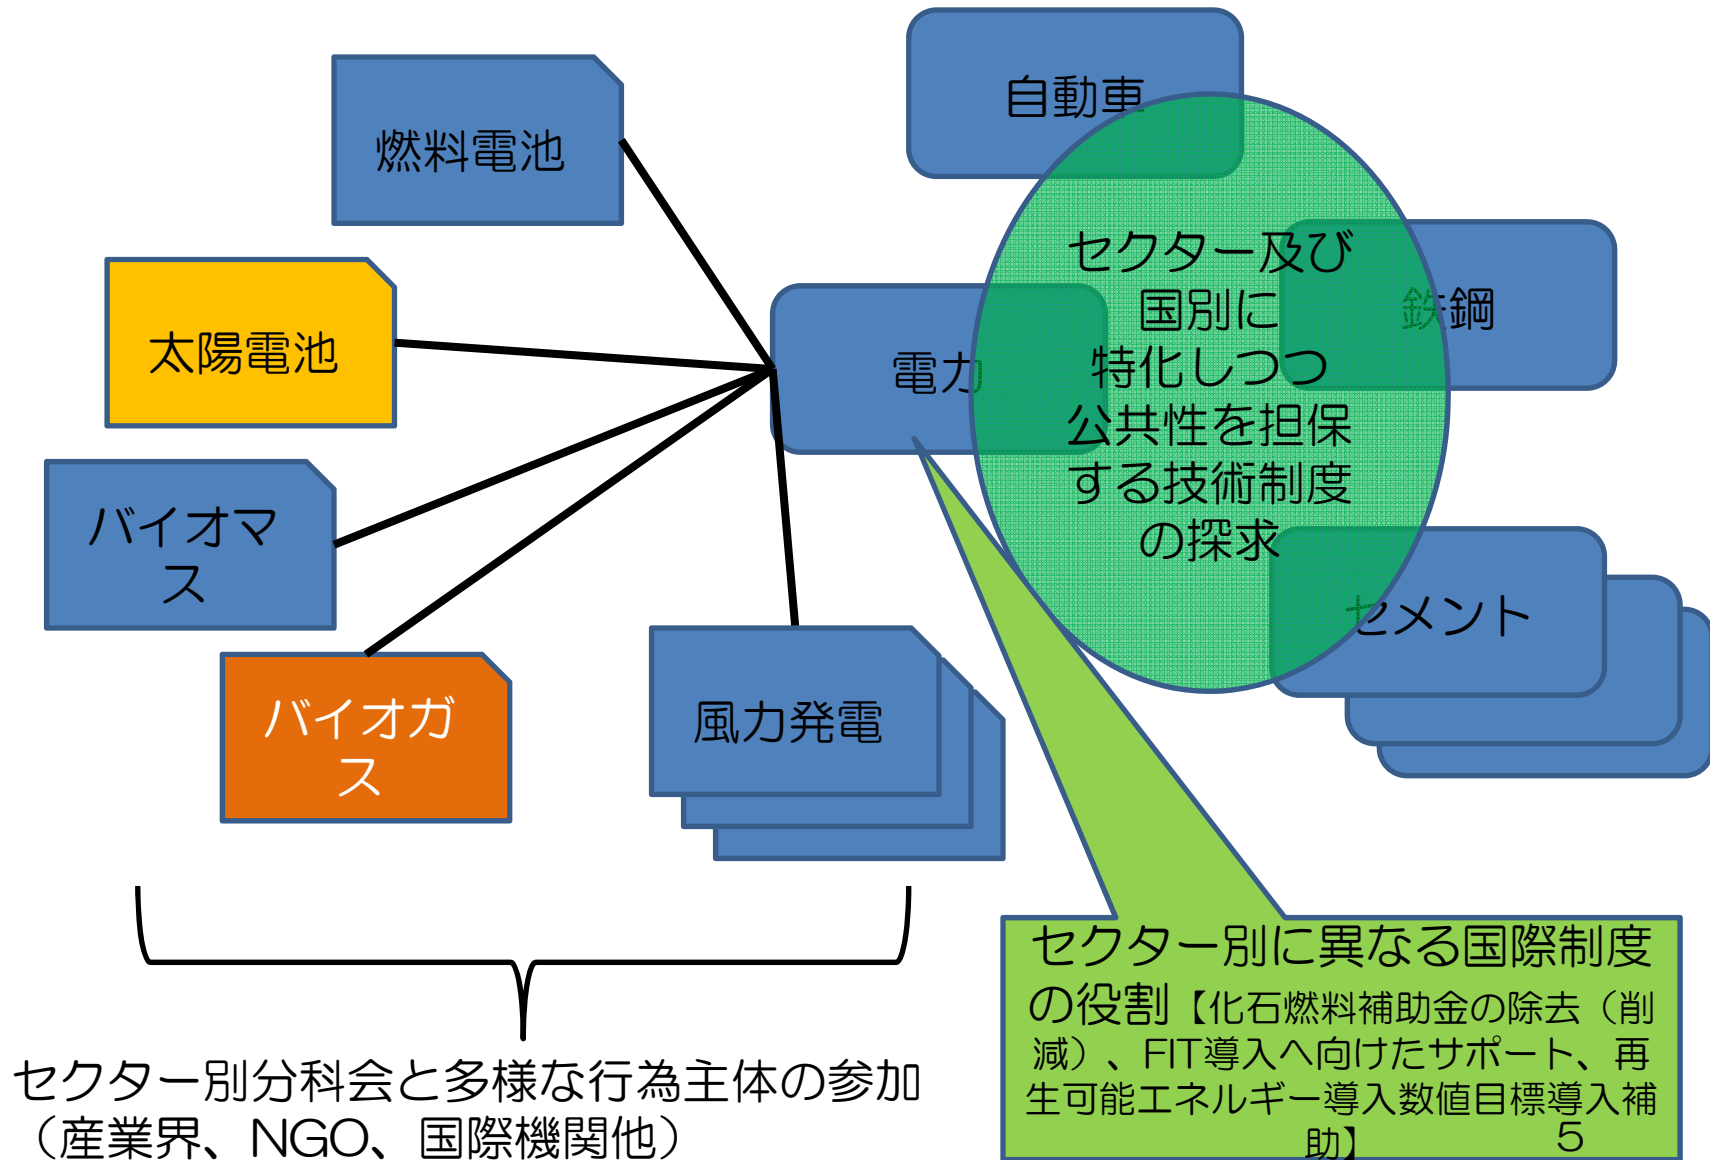 自動車
燃料電池
セクター及び
国別に
特化しつつ
公共性を担保
する技術制度
の探求
鉄鋼
太陽電池
電力
バイオマ
ス
セメント
バイオガ
ス
風力発電
セクター別に異なる国際制度
の役割【化石燃料補助金の除去（削
減）、FIT導入へ向けたサポート、再
生可能エネルギー導入数値目標導入補
助】
セクター別分科会と多様な行為主体の参加
（産業界、NGO、国際機関他）
5